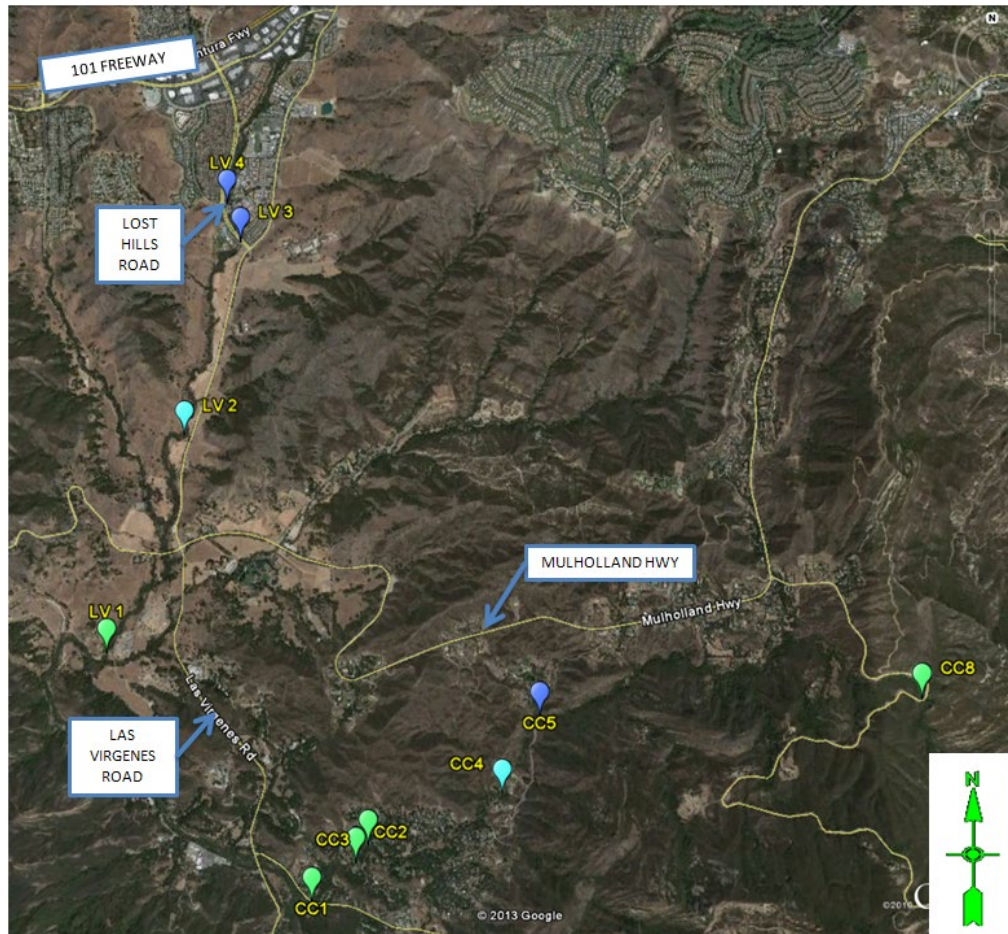 N
ntura Fwy
101 FREEWAY
LV 4
LOST
HILLS
ROAD
LV 3
LV 2
MULHOLLAND HWY
Mulholland Hwy
LV 1
CC8
Las Virgenes Rd
CC5
LAS
VIRGENES
ROAD
CC4
N
CC2
CC3
CC1
© 2013 Google